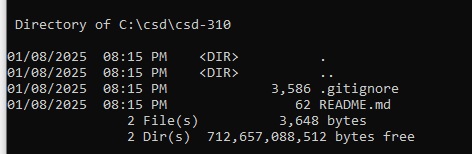 Directory of C:\csd\csd-310
01/08/2025  08:15 PM    <DIR>          .
01/08/2025  08:15 PM    <DIR>          ..
01/08/2025  08:15 PM             3,586 .gitignore
01/08/2025  08:15 PM                62 README.md
               2 File(s)          3,648 bytes
               2 Dir(s)  712,657,088,512 bytes free